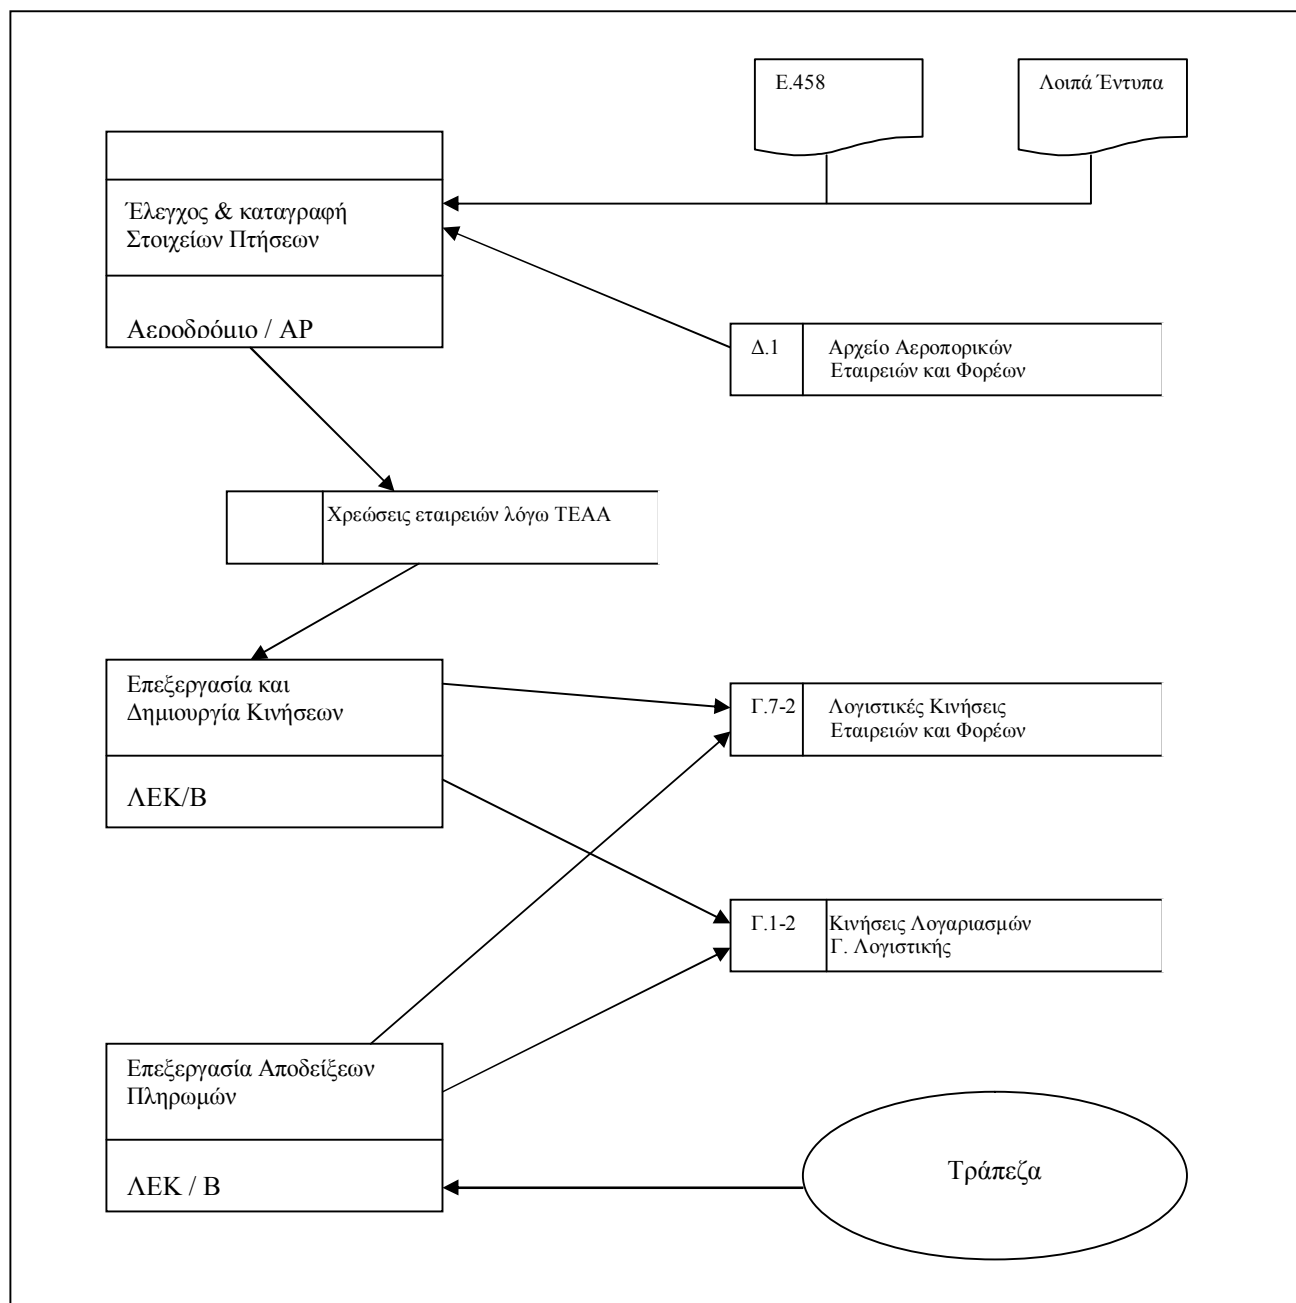 Ε.458
Λοιπά Έντυπα
Έλεγχος & καταγραφή
Στοιχείων Πτήσεων
Αεροδρόμιο / ΑΡ
Δ.1
Αρχείο Αεροπορικών
Εταιρειών και Φορέων
Χρεώσεις εταιρειών λόγω ΤΕΑΑ
Επεξεργασία και
Δημιουργία Κινήσεων
ΛΕΚ/Β
Γ.7-2
Λογιστικές Κινήσεις
Εταιρειών και Φορέων
Γ.1-2
Κινήσεις Λογαριασμών
Γ. Λογιστικής
Επεξεργασία Αποδείξεων
Πληρωμών
ΛΕΚ / Β
Τράπεζα